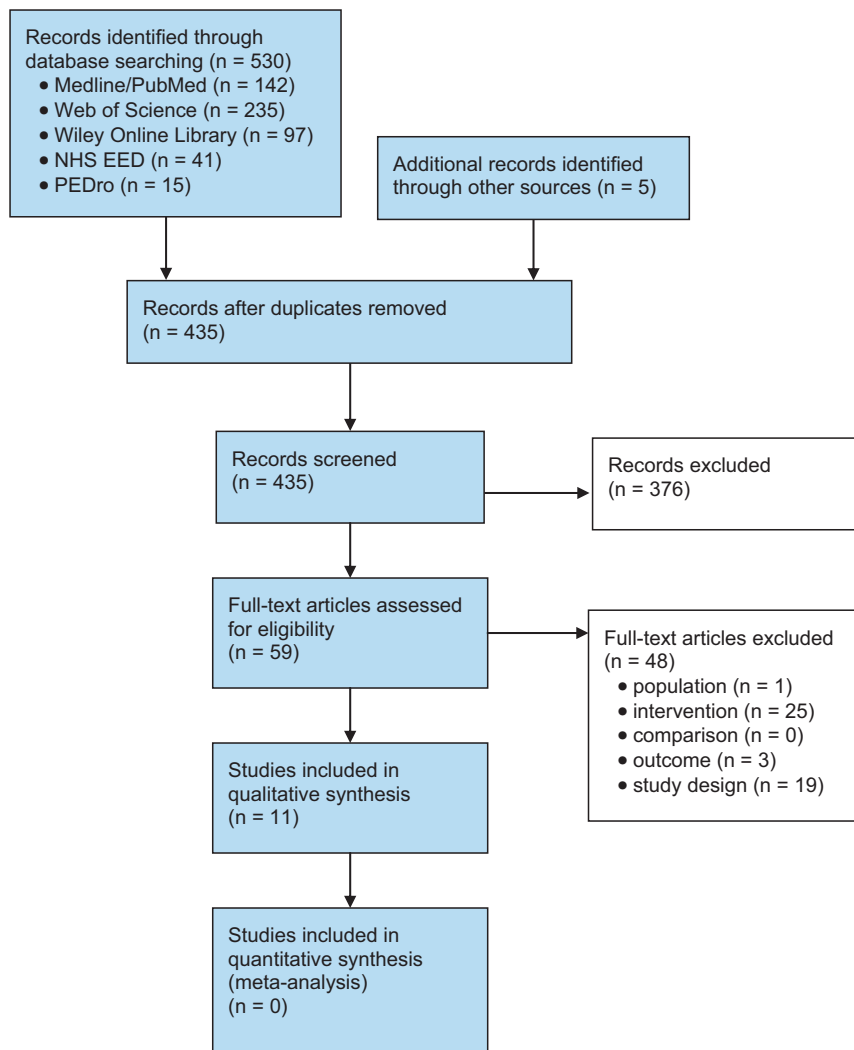 Records identified through
database searching (n = 530)
• Medline/PubMed (n = 142)
• Web of Science (n = 235)
• Wiley Online Library (n = 97)
• NHS EED (n = 41)
• PEDro (n = 15)
Additional records identified
through other sources (n = 5)
Records after duplicates removed
(n = 435)
Records screened
(n = 435)
Records excluded
(n = 376)
Full-text articles assessed
for eligibility
(n = 59)
Full-text articles excluded
(n = 48)
• population (n = 1)
• intervention (n = 25)
• comparison (n = 0)
• outcome (n = 3)
• study design (n = 19)
Studies included in
qualitative synthesis
(n = 11)
Studies included in
quantitative synthesis
(meta-analysis)
(n = 0)